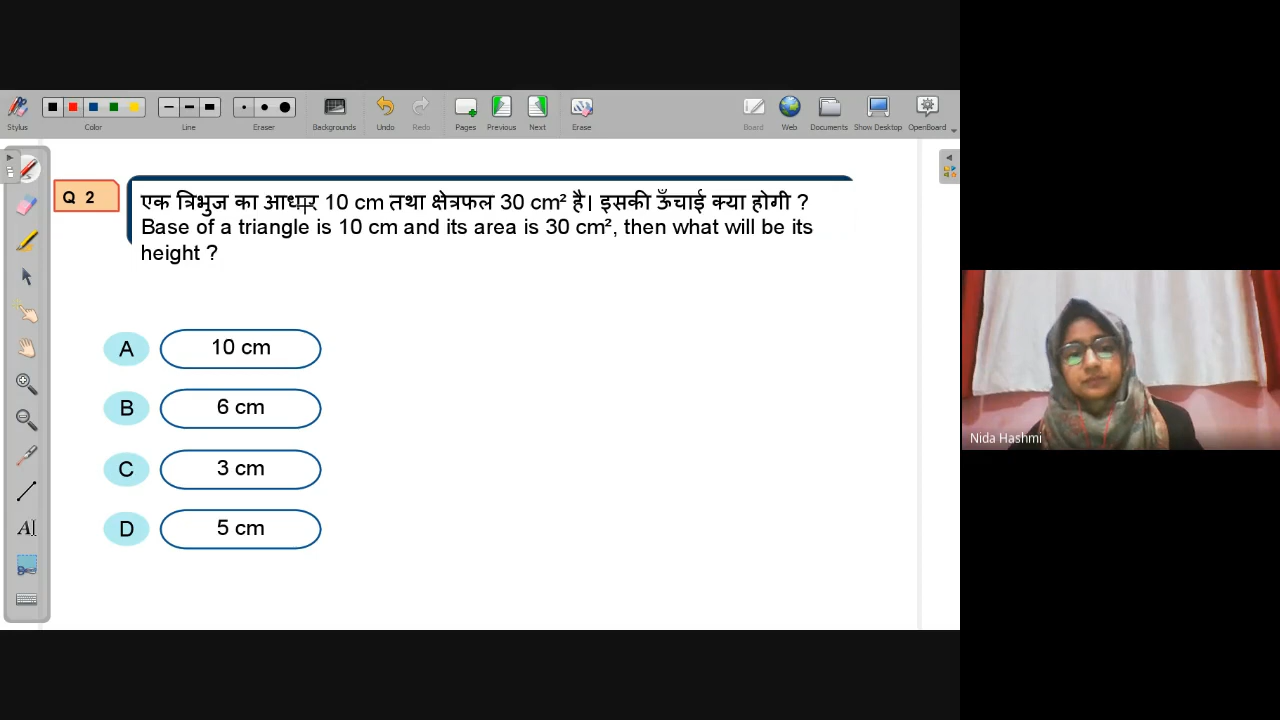 Stylus
Color
Line
Eraser
Backgrounds
Undo
Redo
Pages
Previous
Next
Erase
Board
Web
Documents
Show Desktop
OpenBoard
Q 2
एक त्रिभुज का आधार 10 cm तथा क्षेत्रफल 30 cm² है। इसकी ऊँचाई क्या होगी ?
Base of a triangle is 10 cm and its area is 30 cm², then what will be its
height ?
A 10 cm
B 6 cm
C 3 cm
D 5 cm
Nida Hashmi